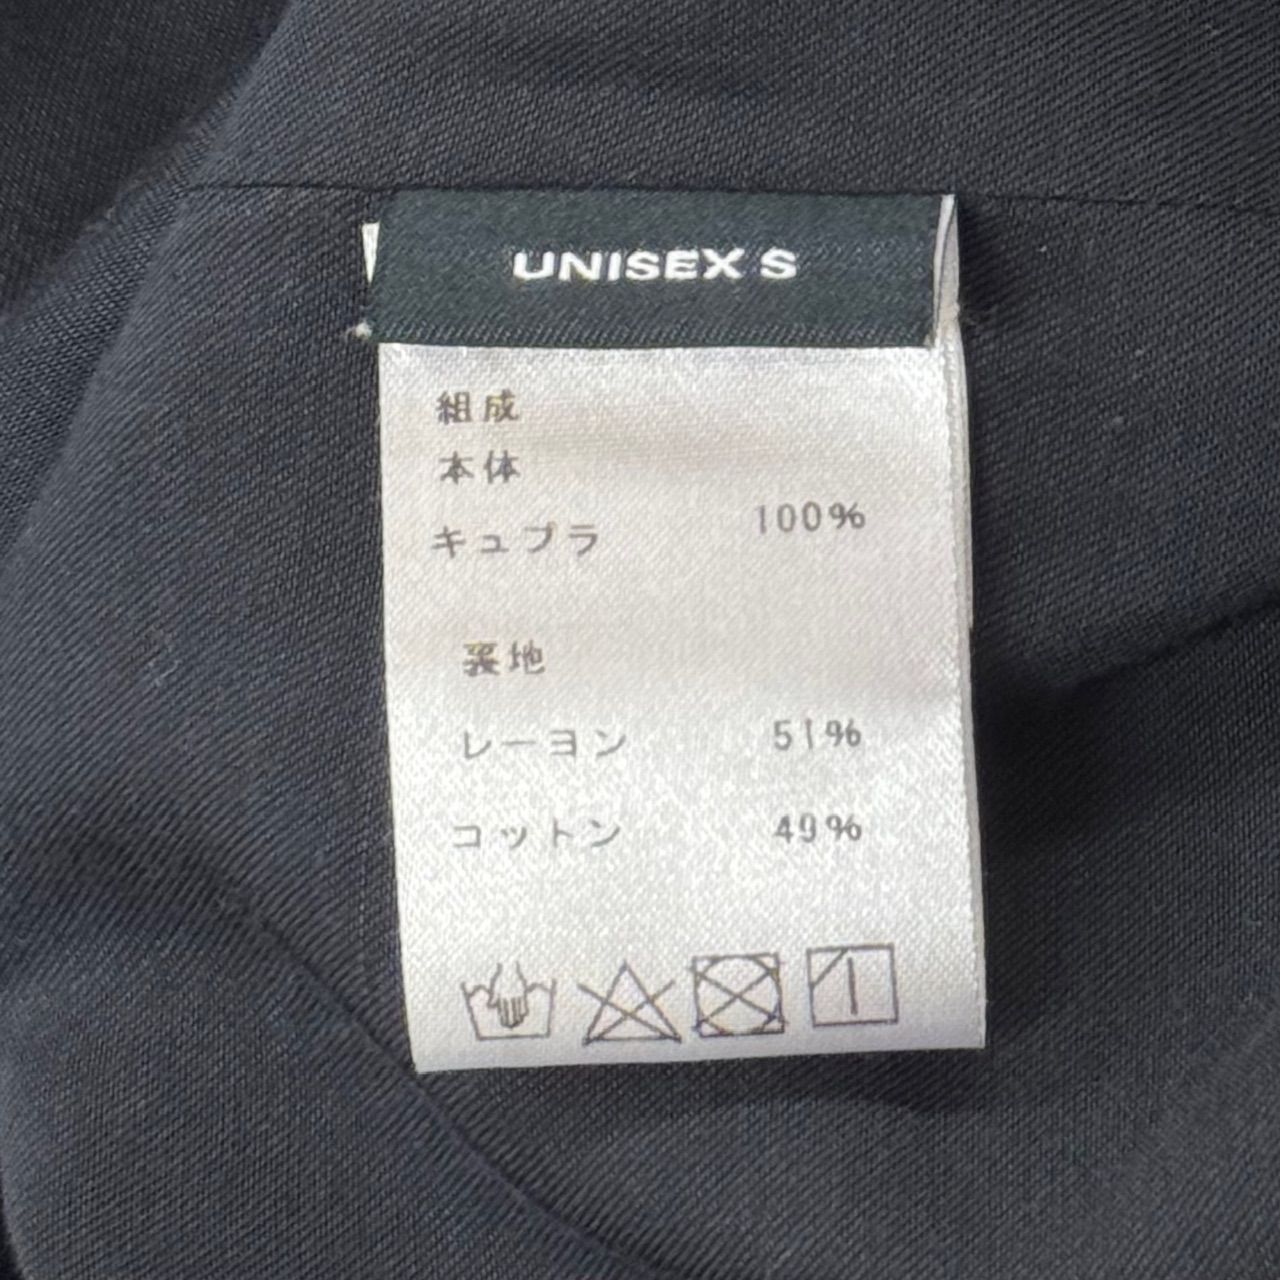 UNISEX S
組成
本体
キュプラ 100%
裏地
レーヨン 51%
コットン 49%